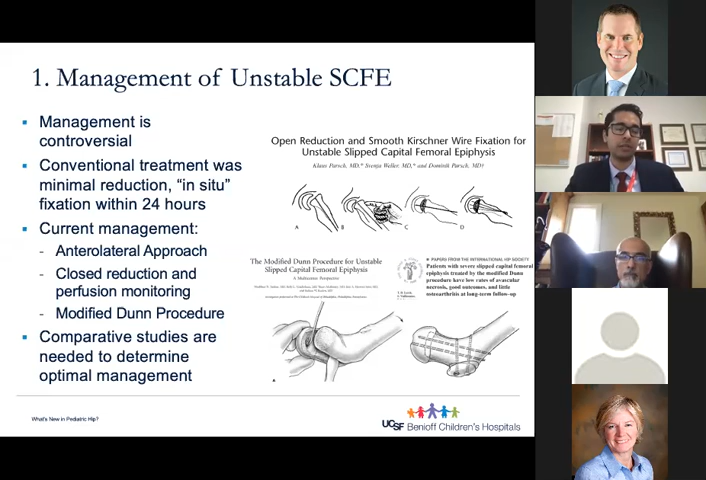 1. Management of Unstable SCFE
Management is
controversial
Conventional treatment was
minimal reduction, “in situ”
fixation within 24 hours
Current management:
- Anterolateral Approach
- Closed reduction and
perfusion monitoring
- Modified Dunn Procedure
Comparative studies are
needed to determine
optimal management
Open Reduction and Smooth Kirschner Wire Fixation for
Unstable Slipped Capital Femoral Epiphysis
Klaus Parsch, MD,* Svenja Weller, MD,* and Dominik Parsch, MD†
A B C D
The Modified Dunn Procedure for Unstable
Slipped Capital Femoral Epiphysis
A Multicenter Perspective
PAPERS FROM THE INTERNATIONAL HIP SOCIETY
Patients with severe slipped capital femoral
epiphysis treated by the modified Dunn
procedure have low rates of avascular
necrosis, good outcomes, and little
osteoarthritis at long-term follow-up
A
What's New in Pediatric Hip?
UCSF Benioff Children's Hospitals